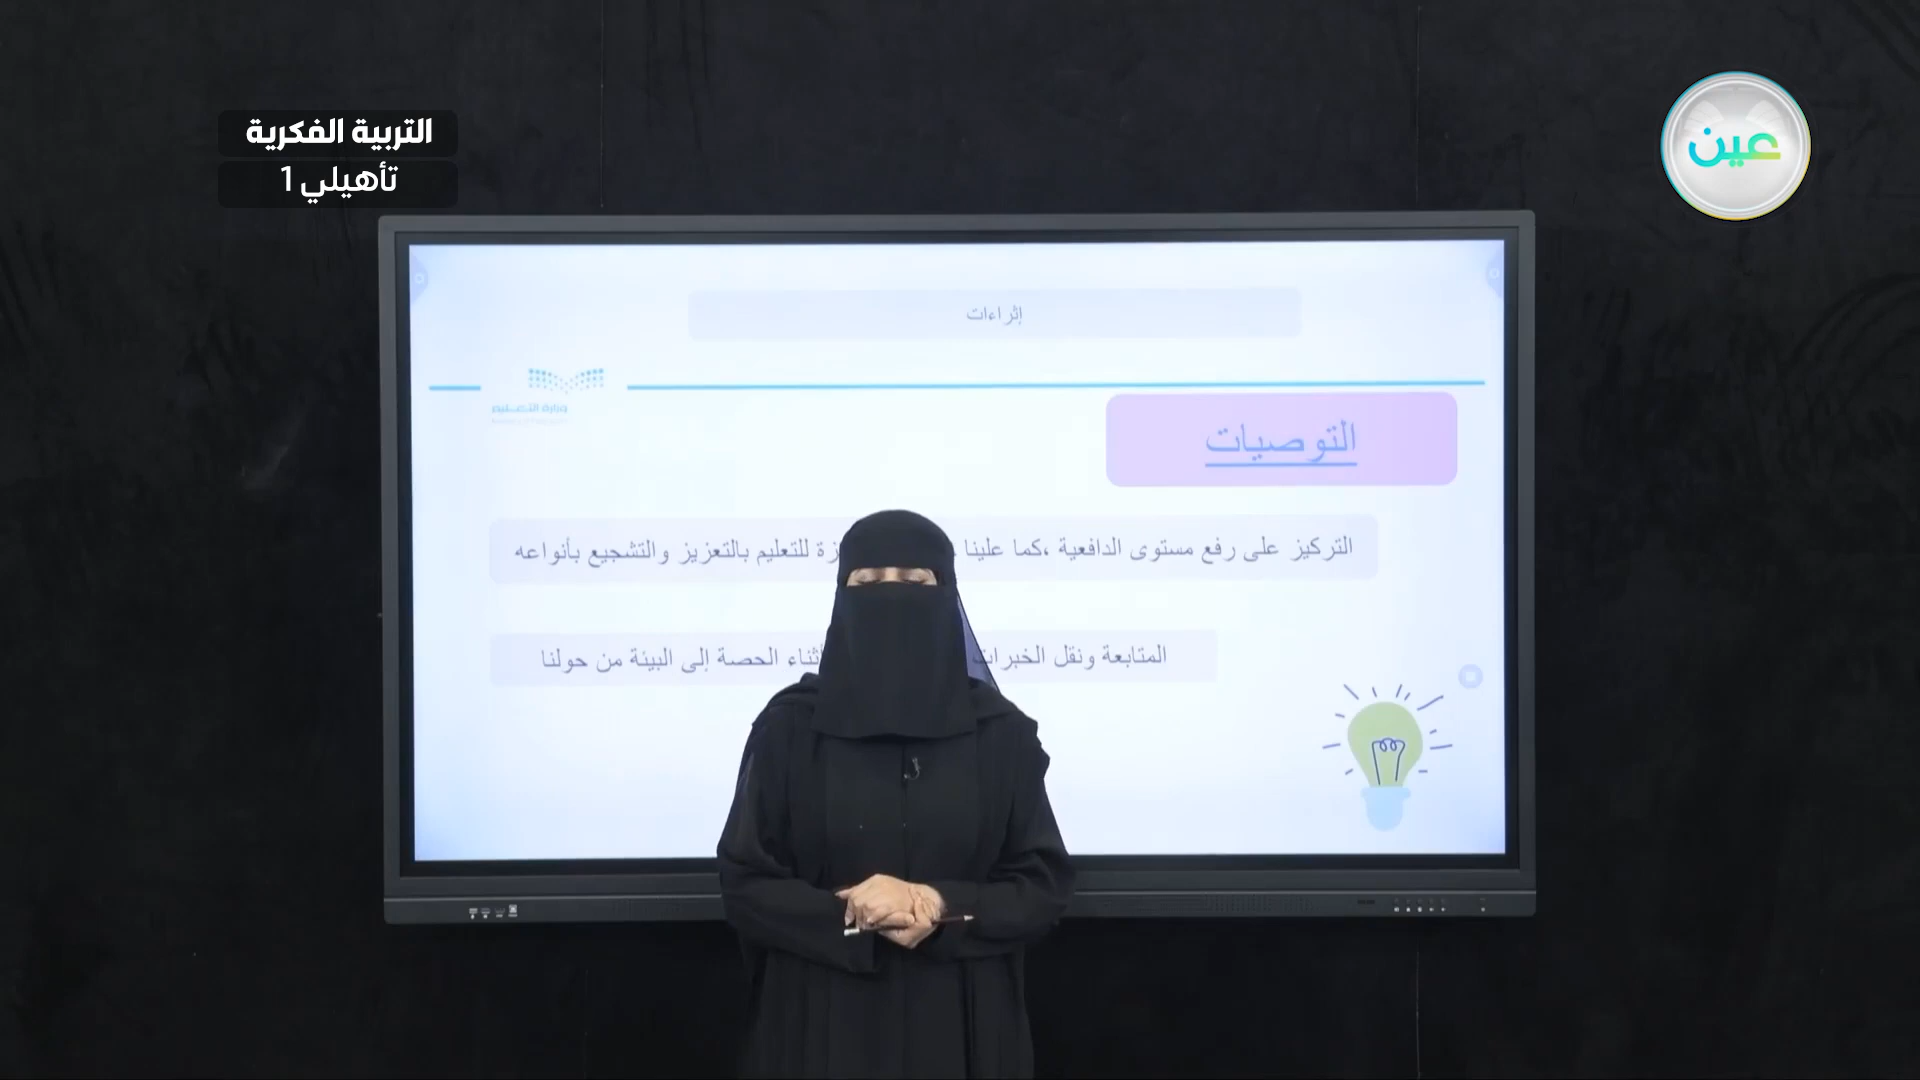 التربية الفكرية
تأهيلي 1
عين
إثراءات
وزارة التعليم
التوصيات
التركيز على رفع مستوى الدافعية ،كما علينا للتعليم بالتعزيز والتشجيع بأنواعه
المتابعة ونقل الخبرات أثناء الحصة إلى البيئة من حولنا